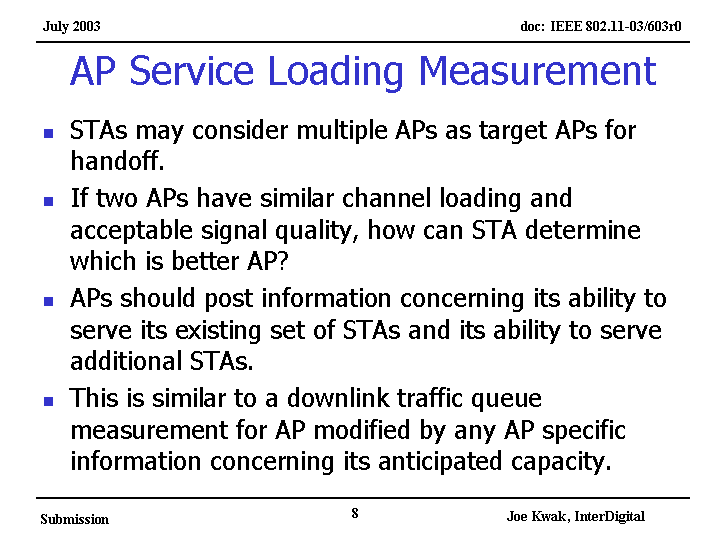 July 2003
doc: IEEE 802.11-03/603r0
AP Service Loading Measurement
STAs may consider multiple APs as target APs for
handoff.
If two APs have similar channel loading and
acceptable signal quality, how can STA determine
which is better AP?
APs should post information concerning its ability to
serve its existing set of STAs and its ability to serve
additional STAs.
This is similar to a downlink traffic queue
measurement for AP modified by any AP specific
information concerning its anticipated capacity.
Submission
8
Joe Kwak, InterDigital